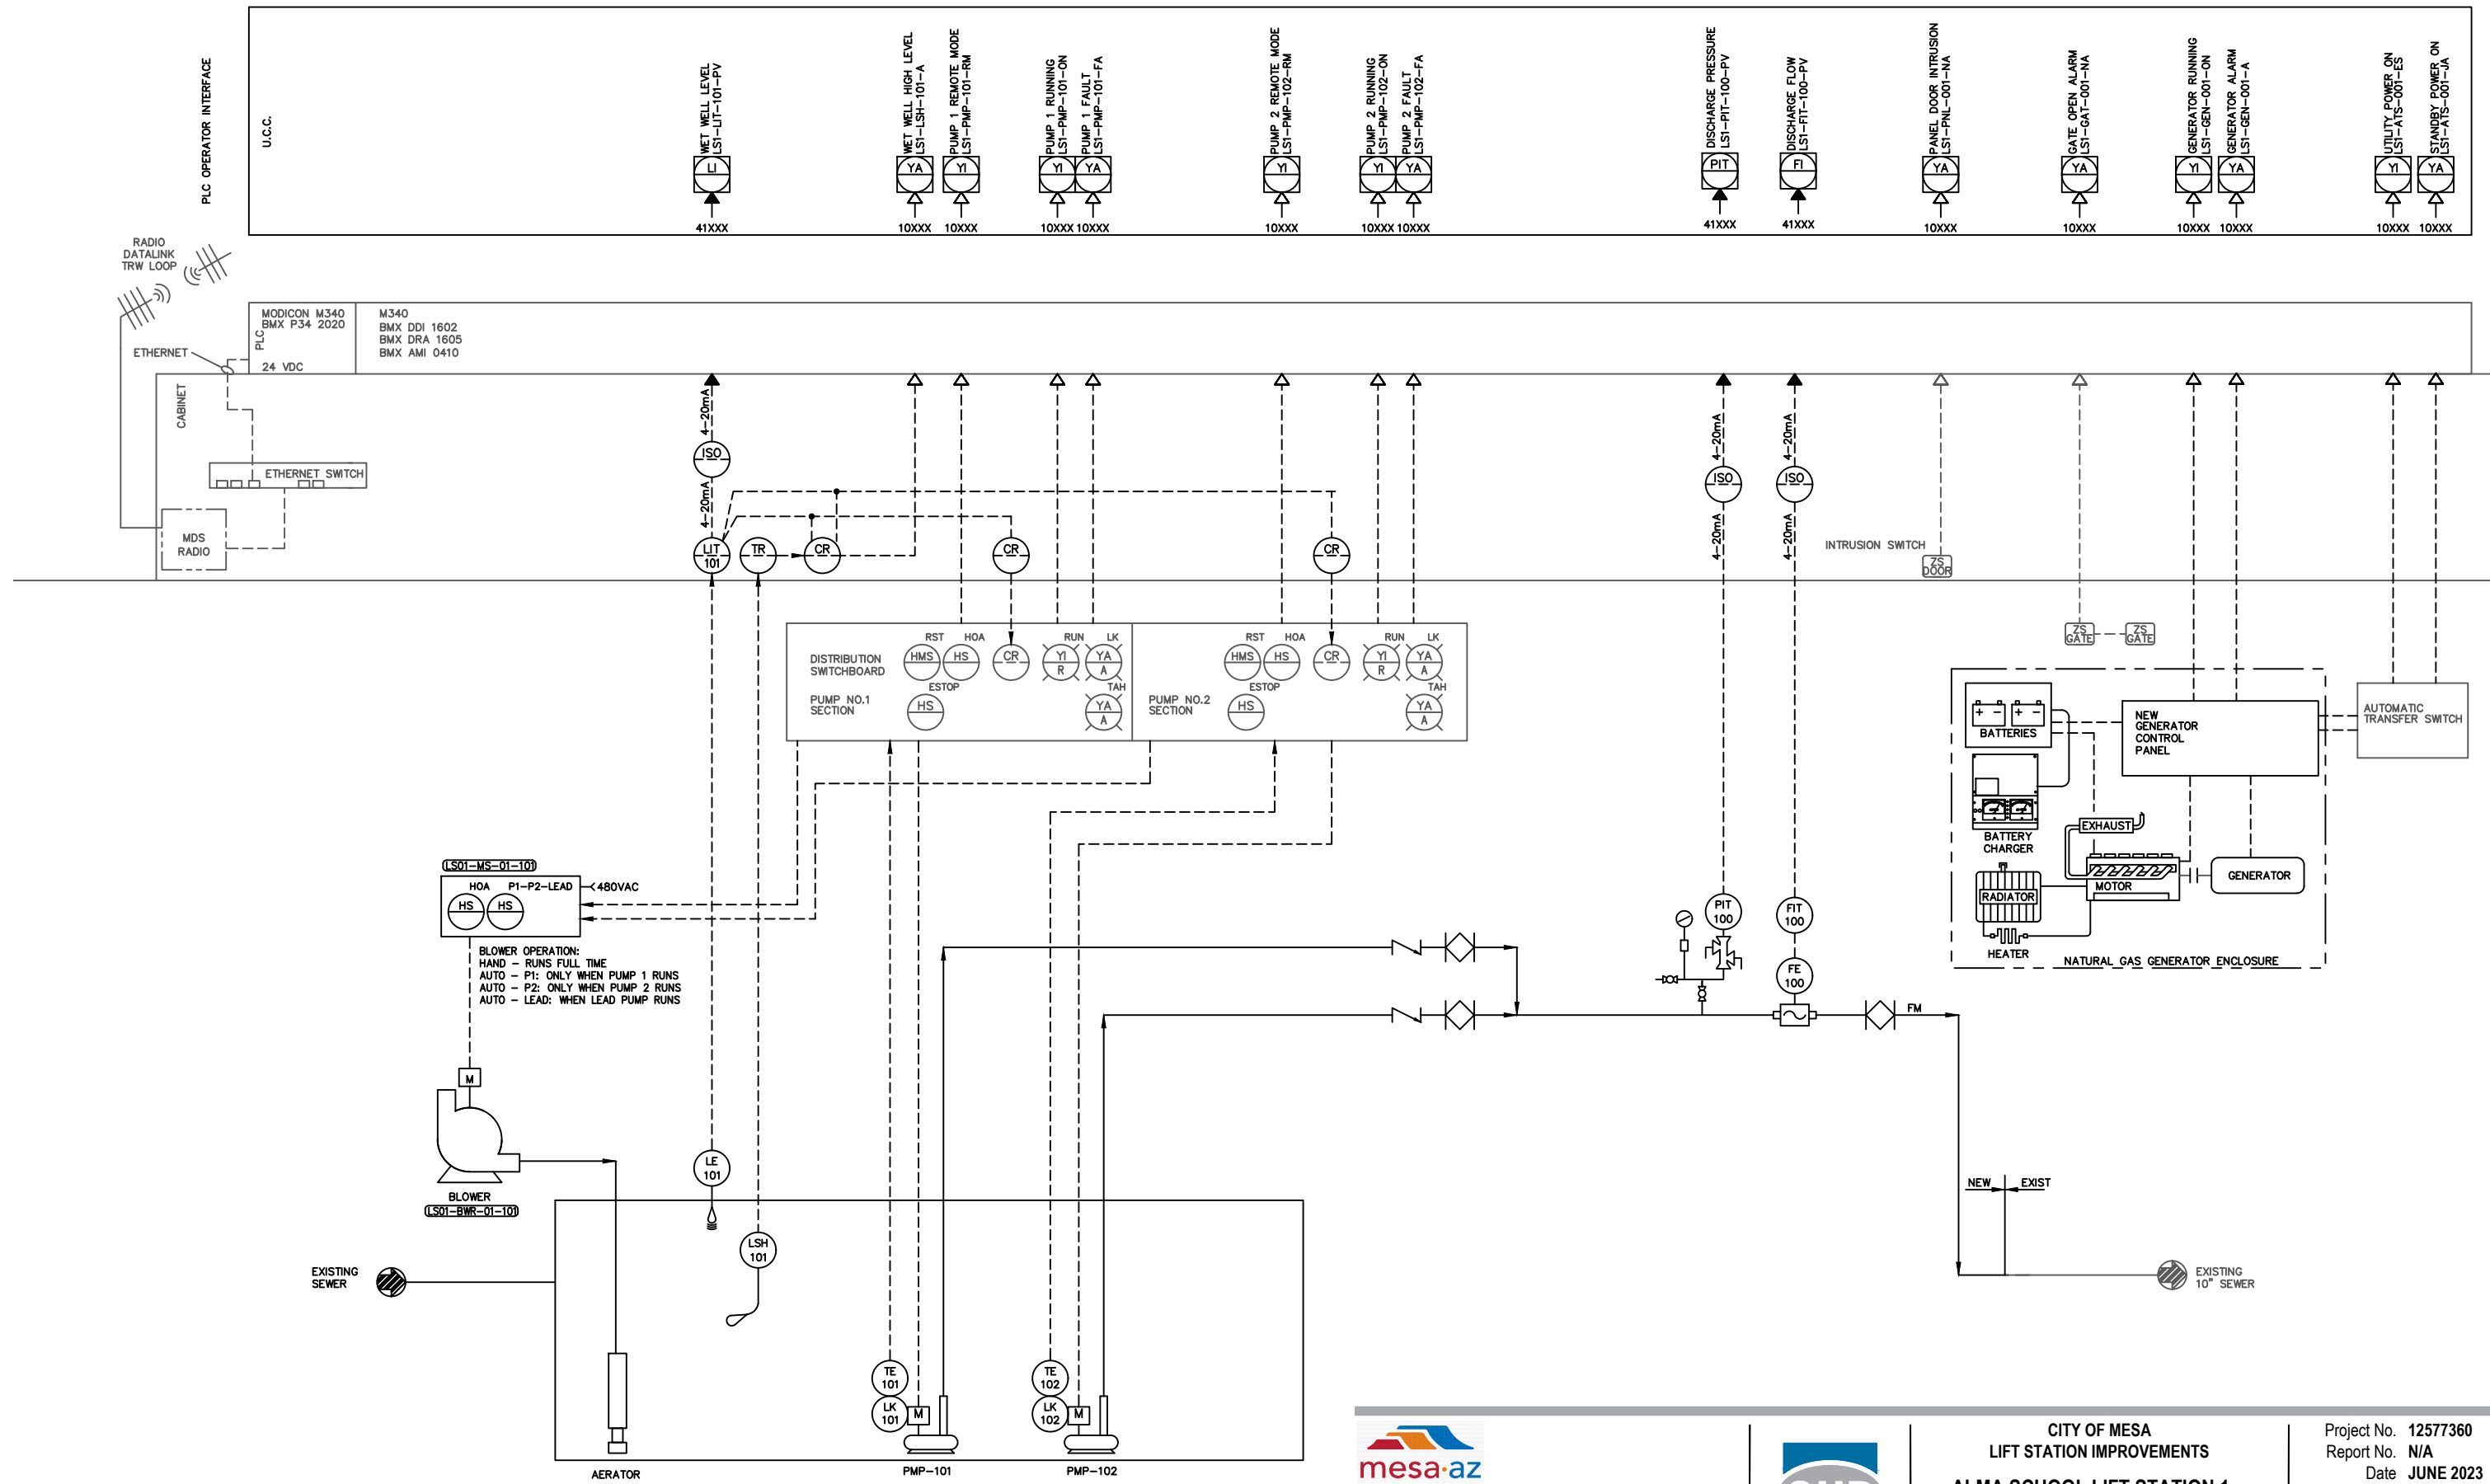 PLC OPERATOR INTERFACE
U.C.C.
WET WELL LEVEL
LS1-LIT-101-PV
LI
41XXX
WET WELL HIGH LEVEL
LS1-LSH-101-A
YA
10XXX
PUMP 1 REMOTE MODE
LS1-PMP-101-RM
YI
10XXX
PUMP 1 RUNNING
LS1-PMP-101-ON
YI
10XXX
PUMP 1 FAULT
LS1-PMP-101-FA
YA
10XXX
PUMP 2 REMOTE MODE
LS1-PMP-102-RM
YI
10XXX
PUMP 2 RUNNING
LS1-PMP-102-ON
YI
10XXX
PUMP 2 FAULT
LS1-PMP-102-FA
YA
10XXX
DISCHARGE PRESSURE
LS1-PIT-100-PV
PIT
41XXX
DISCHARGE FLOW
LS1-FIT-100-PV
FI
41XXX
PANEL DOOR INTRUSION
LS1-PNL-001-NA
YA
10XXX
GATE OPEN ALARM
LS1-GAT-001-NA
YA
10XXX
GENERATOR RUNNING
LS1-GEN-001-ON
YI
10XXX
GENERATOR ALARM
LS1-GEN-001-A
YA
10XXX
UTILITY POWER ON
LS1-ATS-001-ES
YI
10XXX
STANDBY POWER ON
LS1-ATS-001-JA
YA
10XXX
RADIO
DATALINK
TRW LOOP
ETHERNET
MODICON M340
BMX P34 2020
PLC
24 VDC
M340
BMX DDI 1602
BMX DRA 1605
BMX AMI 0410
CABINET
ETHERNET SWITCH
MDS
RADIO
4-20mA
ISO
4-20mA
LIT
101
TR
CR
CR
CR
4-20mA
ISO
4-20mA
4-20mA
ISO
4-20mA
INTRUSION SWITCH
ZS
DOOR
ZS
GATE
ZS
GATE
DISTRIBUTION
SWITCHBOARD
PUMP NO.1
SECTION
RST
HOA
RUN
LK
HMS
HS
CR
YI
R
YA
A
ESTOP
TAH
HS
YA
A
PUMP NO.2
SECTION
RST
HOA
RUN
LK
HMS
HS
CR
YI
R
YA
A
ESTOP
TAH
HS
YA
A
+ -
+ -
BATTERIES
NEW
GENERATOR
CONTROL
PANEL
AUTOMATIC
TRANSFER SWITCH
BATTERY
CHARGER
EXHAUST
MOTOR
GENERATOR
RADIATOR
HEATER
NATURAL GAS GENERATOR ENCLOSURE
LS01-MS-01-101
HOA
P1-P2-LEAD
480VAC
HS
HS
BLOWER OPERATION:
HAND - RUNS FULL TIME
AUTO - P1: ONLY WHEN PUMP 1 RUNS
AUTO - P2: ONLY WHEN PUMP 2 RUNS
AUTO - LEAD: WHEN LEAD PUMP RUNS
PIT
100
FIT
100
FE
100
FM
M
BLOWER
LS01-BWR-01-101
LE
101
LSH
101
NEW
EXIST
EXISTING
SEWER
EXISTING
10" SEWER
TE
101
LK
101
M
TE
102
LK
102
M
AERATOR
PMP-101
PMP-102
mesa·az
CITY OF MESA
LIFT STATION IMPROVEMENTS
ALMA SCHOOL LIFT STATION 1
Project No. 12577360
Report No. N/A
Date JUNE 2023